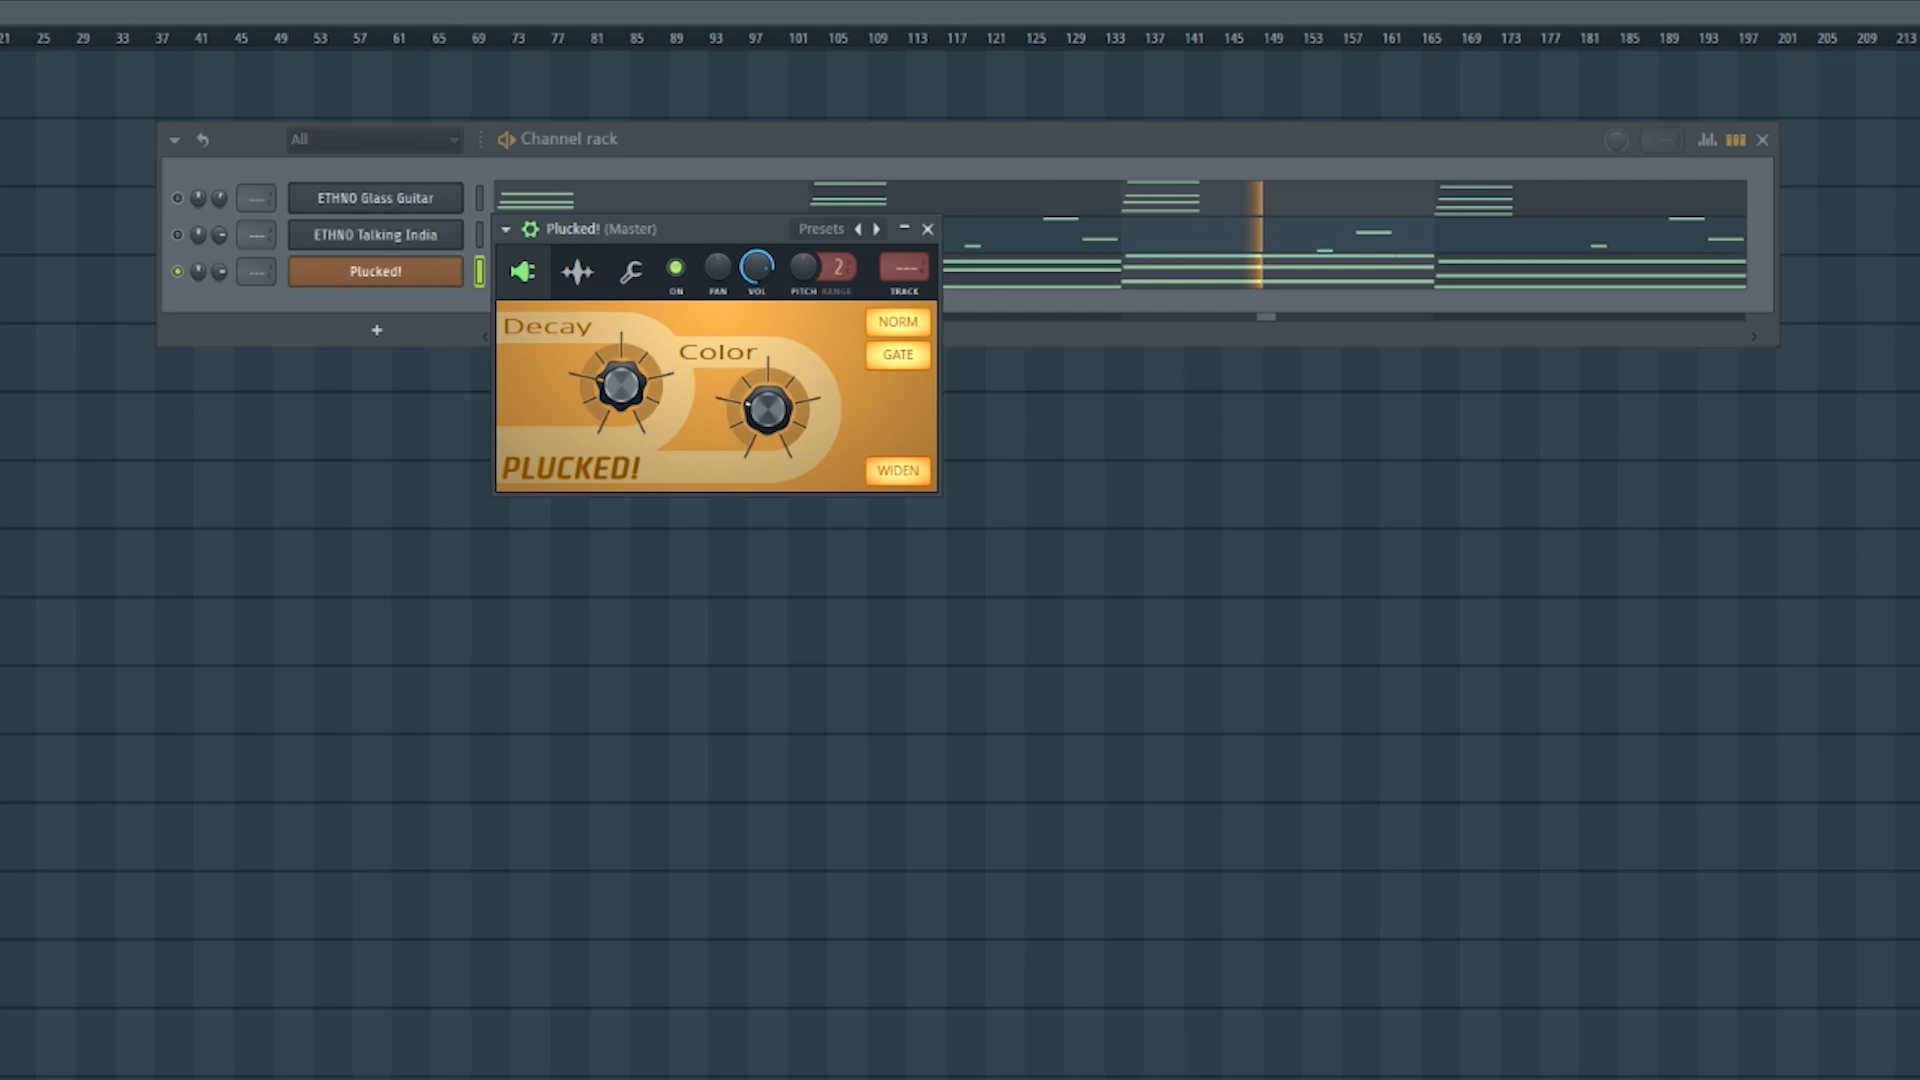 21 25 29 33 37 41 45 49 53 57 61 65 69 73 77 81 85 89 93 97 101 105 109 113 117 121 125 129 133 137 141 145 149 153 157 161 165 169 173 177 181 185 189 193 197 201 205 209 213
All
Channel rack
ETHNO Glass Guitar
ETHNO Talking India
Plucked!
+
Plucked! (Master)
Presets
2
ON PAN VOL PITCH RANGE TRACK
Decay
Color
NORM
GATE
PLUCKED!
WIDEN